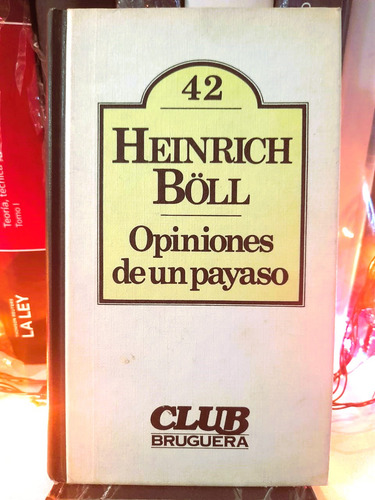 42
HEINRICH
BÖLL
Opiniones
de un payaso
CLUB
BRUGUERA
Teoría, técnica
Tomo I
LA LEY